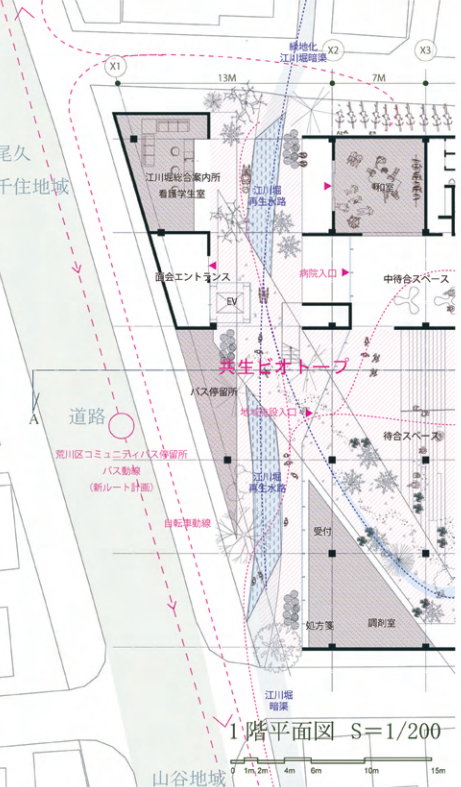 緑地化
江川堀暗渠
X1
X2
X3
13M
7M
尾久
千住地域
江川堀総合案内所
看護学生室
江川堀
再生水路
和室
面会エントランス
病院入口
中待合スペース
EV
共生ビオトープ
バス停留所
A
道路
地域施設入口
待合スペース
荒川区コミュニティバス停留所
バス動線
(新ルート計画)
江川堀
再生水路
自転車動線
受付
処方箋
調剤室
江川堀
暗渠
1階平面図 S=1/200
0 1m 2m 4m 6m 10m 15m
山谷地域